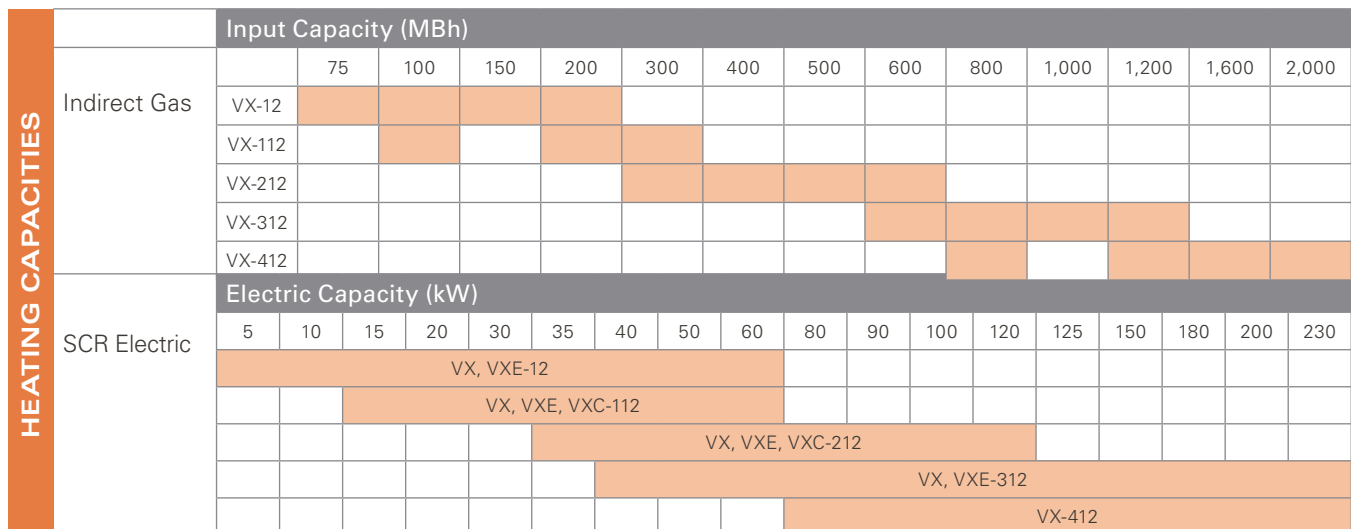 HEATING CAPACITIES
Input Capacity (MBh)
Indirect Gas
75 100 150 200 300 400 500 600 800 1,000 1,200 1,600 2,000
VX-12
VX-112
VX-212
VX-312
VX-412
Electric Capacity (kW)
SCR Electric
5 10 15 20 30 35 40 50 60 80 90 100 120 125 150 180 200 230
VX, VXE-12
VX, VXE, VXC-112
VX, VXE, VXC-212
VX, VXE-312
VX-412